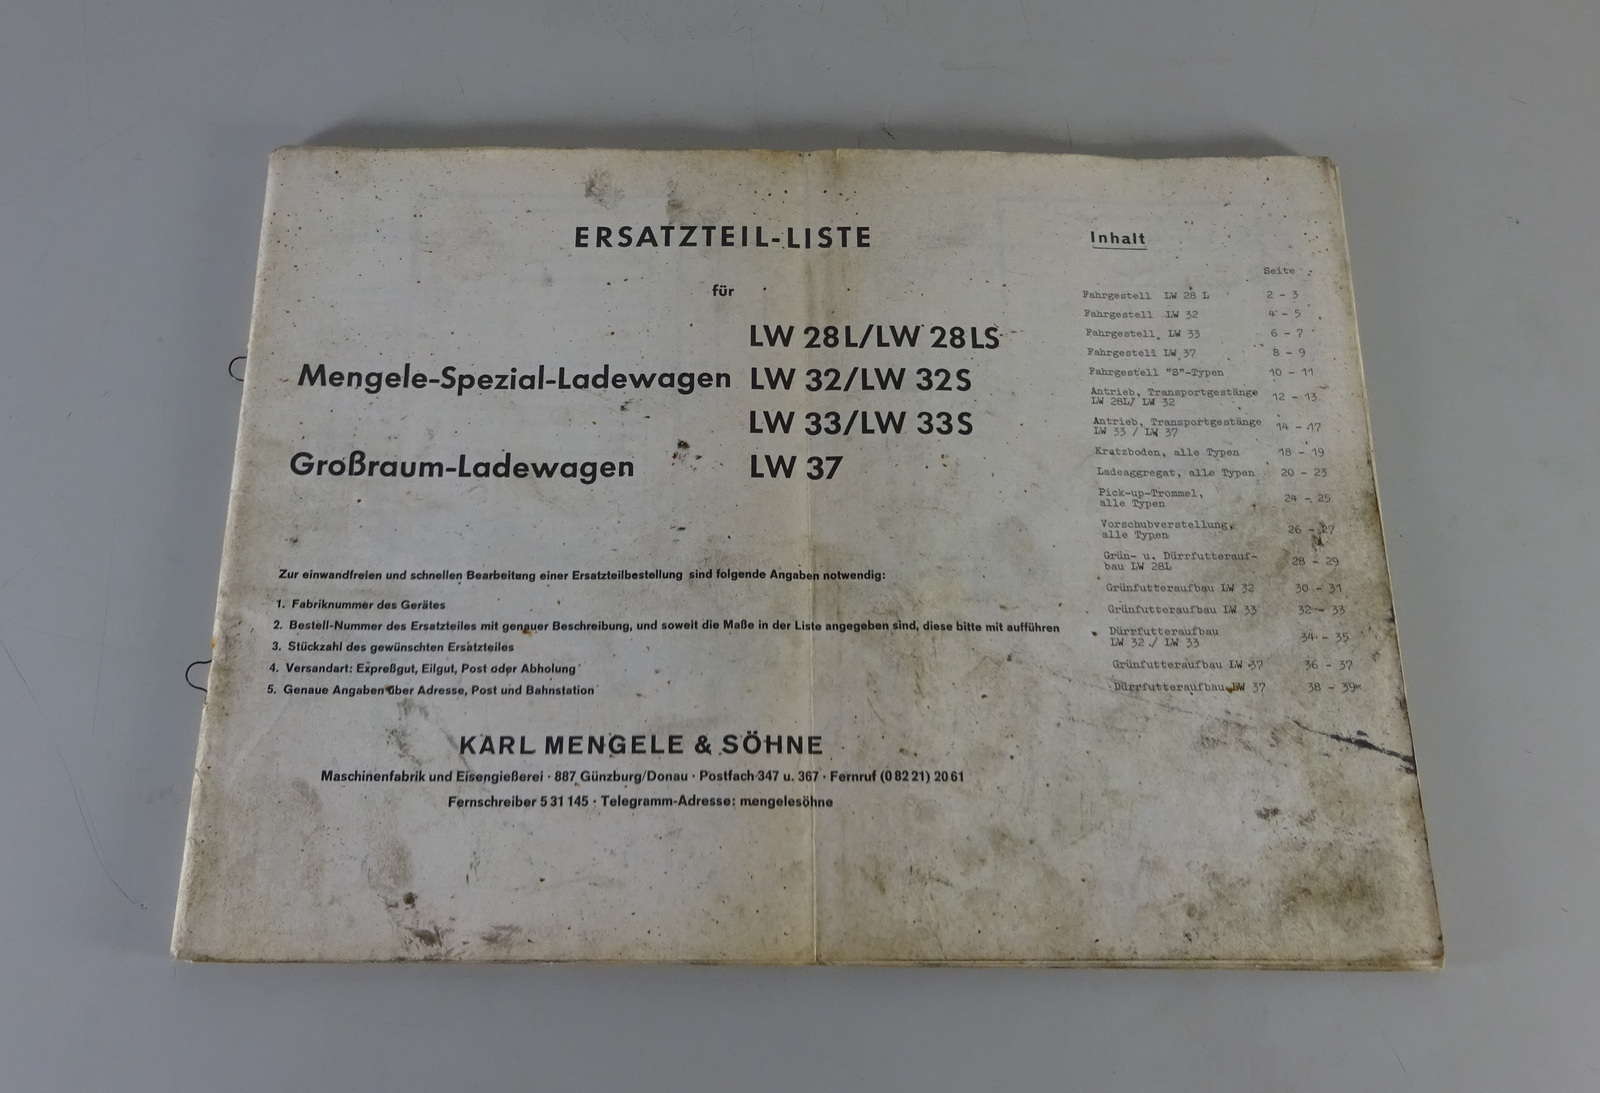 ERSATZTEIL-LISTE
für
LW 28L/LW 28LS
Mengele-Spezial-Ladewagen LW 32/LW 32S
LW 33/LW 33S
Großraum-Ladewagen LW 37
Zur einwandfreien und schnellen Bearbeitung einer Ersatzteilbestellung sind folgende Angaben notwendig:
1. Fabriknummer des Gerätes
2. Bestell-Nummer des Ersatzteiles mit genauer Beschreibung, und soweit die Maße in der Liste angegeben sind, diese bitte mit aufführen
3. Stückzahl des gewünschten Ersatzteiles
4. Versandart: Expreßgut, Eilgut, Post oder Abholung
5. Genaue Angaben über Adresse, Post und Bahnstation
KARL MENGELE & SÖHNE
Maschinenfabrik und Eisengießerei · 887 Günzburg/Donau · Postfach 347 u. 367 · Fernruf (0 82 21) 20 61
Fernschreiber 5 31 145 · Telegramm-Adresse: mengelesöhne
Inhalt
Seite
Fahrgestell LW 28 L 2 - 3
Fahrgestell LW 32 4 - 5
Fahrgestell LW 33 6 - 7
Fahrgestell LW 37 8 - 9
Fahrgestell "S"-Typen 10 - 11
Antrieb, Transportgestänge
LW 28L/ LW 32 12 - 13
Antrieb, Transportgestänge
LW 33 / LW 37 14 - 17
Kratzboden, alle Typen 18 - 19
Ladeaggregat, alle Typen 20 - 23
Pick-up-Trommel,
alle Typen 24 - 25
Vorschubverstellung,
alle Typen 26 - 27
Grün- u. Dürrfutterauf-
bau LW 28L 28 - 29
Grünfutteraufbau LW 32 30 - 31
Grünfutteraufbau LW 33 32 - 33
Dürrfutteraufbau
LW 32 / LW 33 34 - 35
Grünfutteraufbau LW 37 36 - 37
Dürrfutteraufbau LW 37 38 - 39